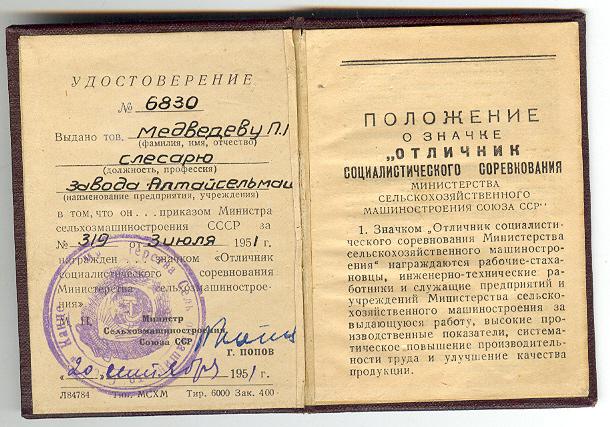 УДОСТОВЕРЕНИЕ
№ 6830
Выдано тов. Медведеву П.
(фамилия, имя, отчество)
слесарю
(должность, профессия)
завода Алтайсельмаш
(наименование предприятия, учреждения)
в том, что он . . . приказом Министра
сельхозмашиностроения СССР за
№ 319 от 3 июля 1951 г.
награжден . . . значком «Отличник
социалистического соревнования
Министерства сельхозмашиностроения»
М. П. Министр
Сельхозмашиностроения
Союза ССР
г. ПОПОВ
« 20 сентября 1951 г.
Л84784 Тип. МСХМ Тир. 6000 Зак. 400
ПОЛОЖЕНИЕ
О ЗНАЧКЕ
„ОТЛИЧНИК
СОЦИАЛИСТИЧЕСКОГО СОРЕВНОВАНИЯ
МИНИСТЕРСТВА
СЕЛЬСКОХОЗЯЙСТВЕННОГО
МАШИНОСТРОЕНИЯ СОЮЗА ССР"
1. Значком „Отличник социалисти-
ческого соревнования Министерства
сельскохозяйственного машинострое-
ния" награждаются рабочие-стаха-
новцы, инженерно-технические ра-
ботники и служащие предприятий и
учреждений Министерства сельско-
хозяйственного машиностроения за
выдающуюся работу, высокие про-
изводственные показатели, система-
тическое повышение производитель-
ности труда и улучшение качества
продукции.